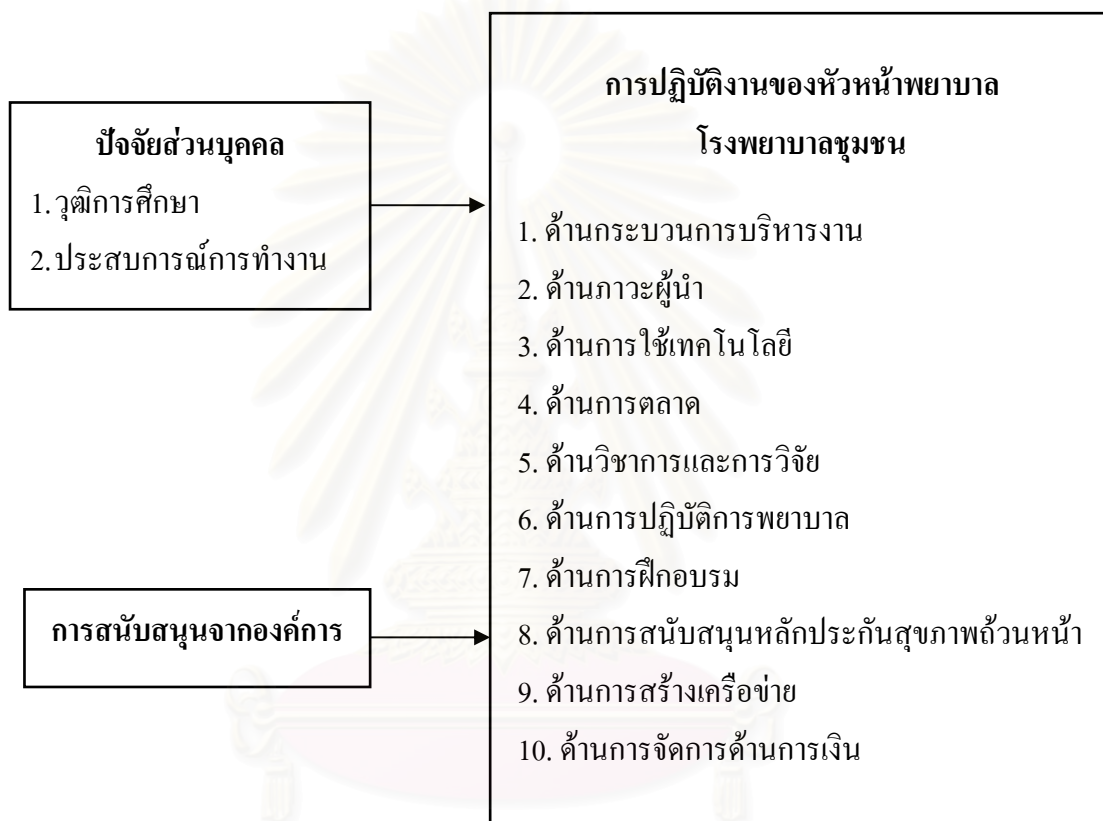 ปัจจัยส่วนบุคคล
1. วุฒิการศึกษา
2. ประสบการณ์การทำงาน
การสนับสนุนจากองค์การ
การปฏิบัติงานของหัวหน้าพยาบาล
โรงพยาบาลชุมชน
1. ด้านกระบวนการบริหารงาน
2. ด้านภาวะผู้นำ
3. ด้านการใช้เทคโนโลยี
4. ด้านการตลาด
5. ด้านวิชาการและการวิจัย
6. ด้านการปฏิบัติการพยาบาล
7. ด้านการฝึกอบรม
8. ด้านการสนับสนุนหลักประกันสุขภาพถ้วนหน้า
9. ด้านการสร้างเครือข่าย
10. ด้านการจัดการด้านการเงิน